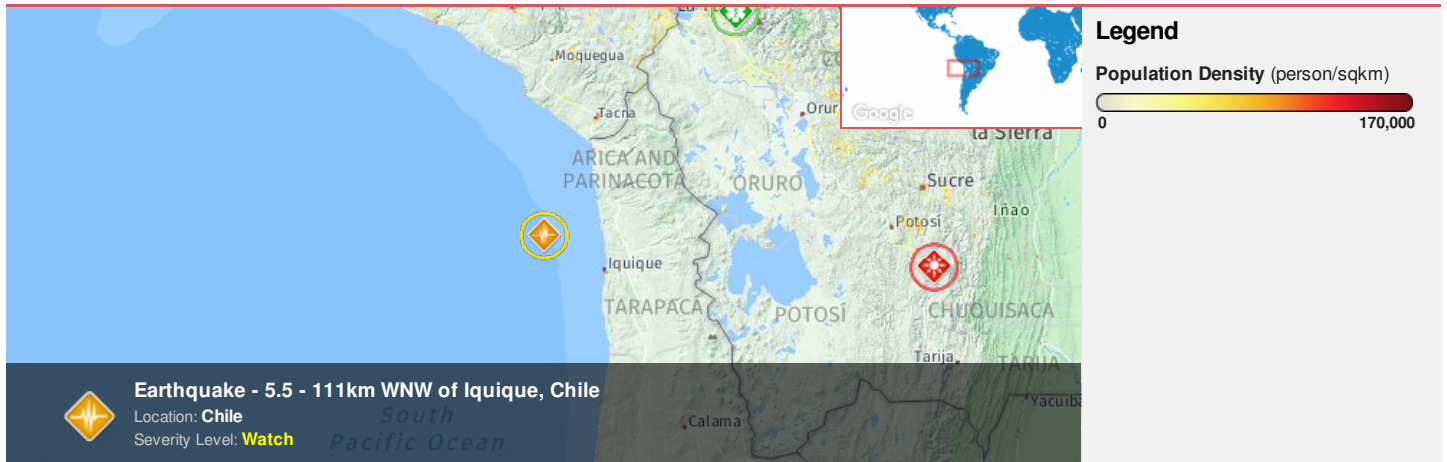 Moquegua
Tacna
ARICA AND
PARINACOTA
ORURO
Sucre
Iñao
Potosí
Iquique
TARAPACÁ
POTOSÍ
CHUQUISACA
Tarija
TARIJA
Calama
South
Pacific Ocean
Google
la Sierra
Earthquake - 5.5 - 111km WNW of Iquique, Chile
Location: Chile
Severity Level: Watch
Legend
Population Density (person/sqkm)
0 170,000